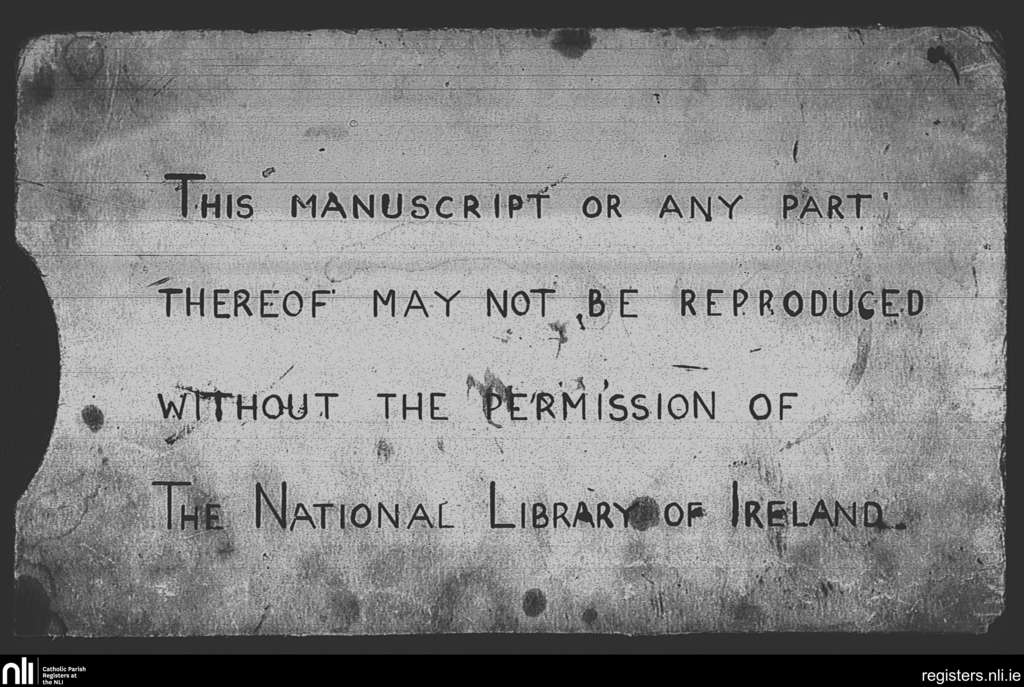 This manuscript or any part
thereof may not be reproduced
without the permission of
The National Library of Ireland.
nli
Catholic Parish
Registers at
the NLI
registers.nli.ie